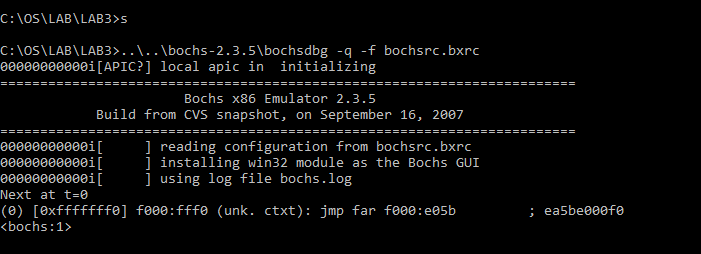 C:\OS\LAB\LAB3>s
C:\OS\LAB\LAB3>..\..\bochs-2.3.5\bochsdbg -q -f bochsrc.bxrc
00000000000i[APIC?] local apic in  initializing
========================================================================
Bochs x86 Emulator 2.3.5
Build from CVS snapshot, on September 16, 2007
========================================================================
00000000000i[     ] reading configuration from bochsrc.bxrc
00000000000i[     ] installing win32 module as the Bochs GUI
00000000000i[     ] using log file bochs.log
Next at t=0
(0) [0xfffffff0] f000:fff0 (unk. ctxt): jmp far f000:e05b         ; ea5be000f0
<bochs:1>